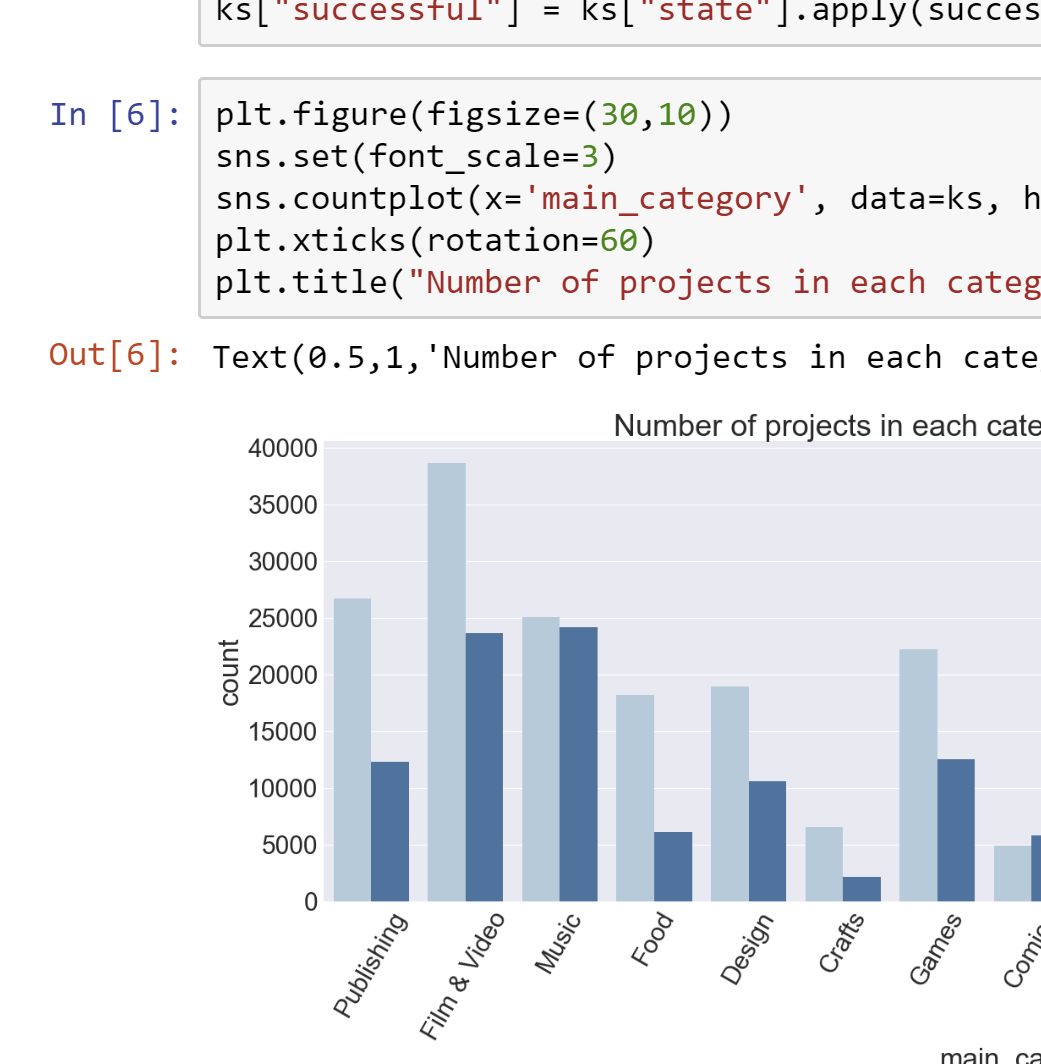 ks["successful"] = ks["state"].apply(succes
In [6]:
plt.figure(figsize=(30,10))
sns.set(font_scale=3)
sns.countplot(x='main_category', data=ks, h
plt.xticks(rotation=60)
plt.title("Number of projects in each categ
Out[6]:
Text(0.5,1,'Number of projects in each cate
Number of projects in each cate
40000
35000
30000
25000
20000
15000
10000
5000
0
count
Publishing
Film & Video
Music
Food
Design
Crafts
Games
Comic
main_ca